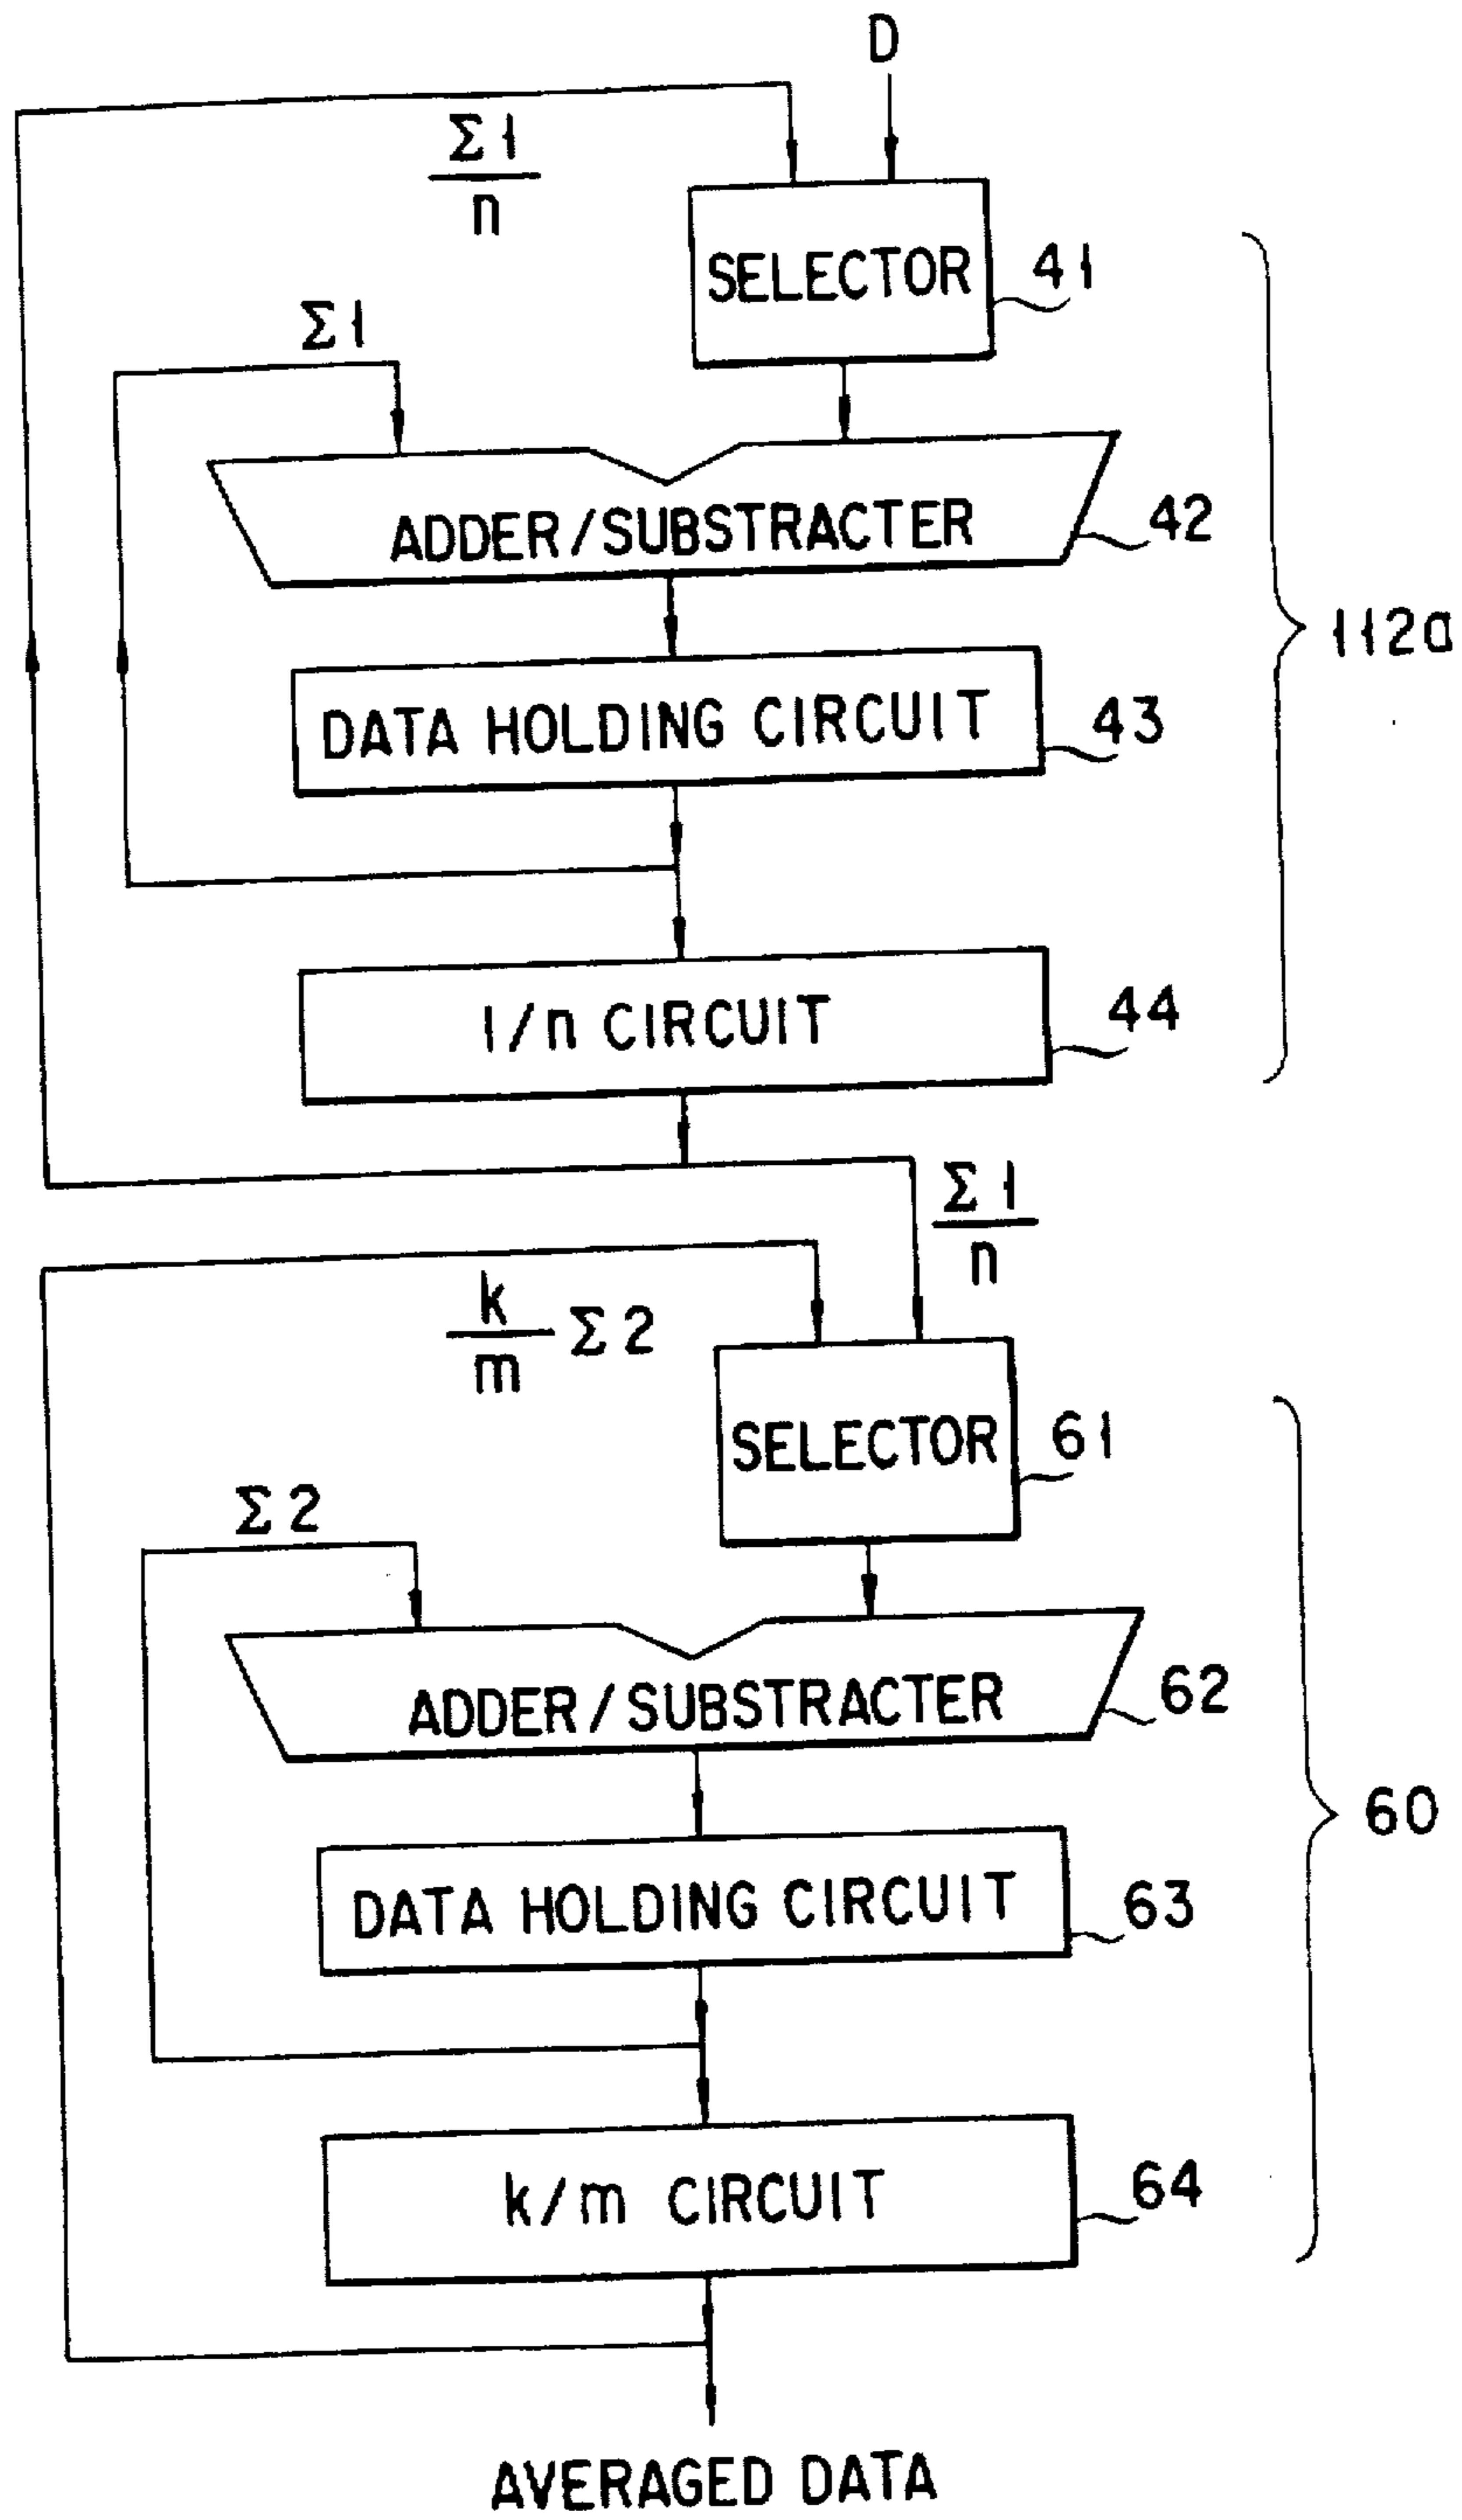 D
Σ1
n
SELECTOR
41
Σ1
ADDER/SUBSTRACTER
42
112a
DATA HOLDING CIRCUIT
43
1/n CIRCUIT
44
Σ1
n
k
m
Σ2
SELECTOR
61
Σ2
ADDER/SUBSTRACTER
62
60
DATA HOLDING CIRCUIT
63
k/m CIRCUIT
64
AVERAGED DATA